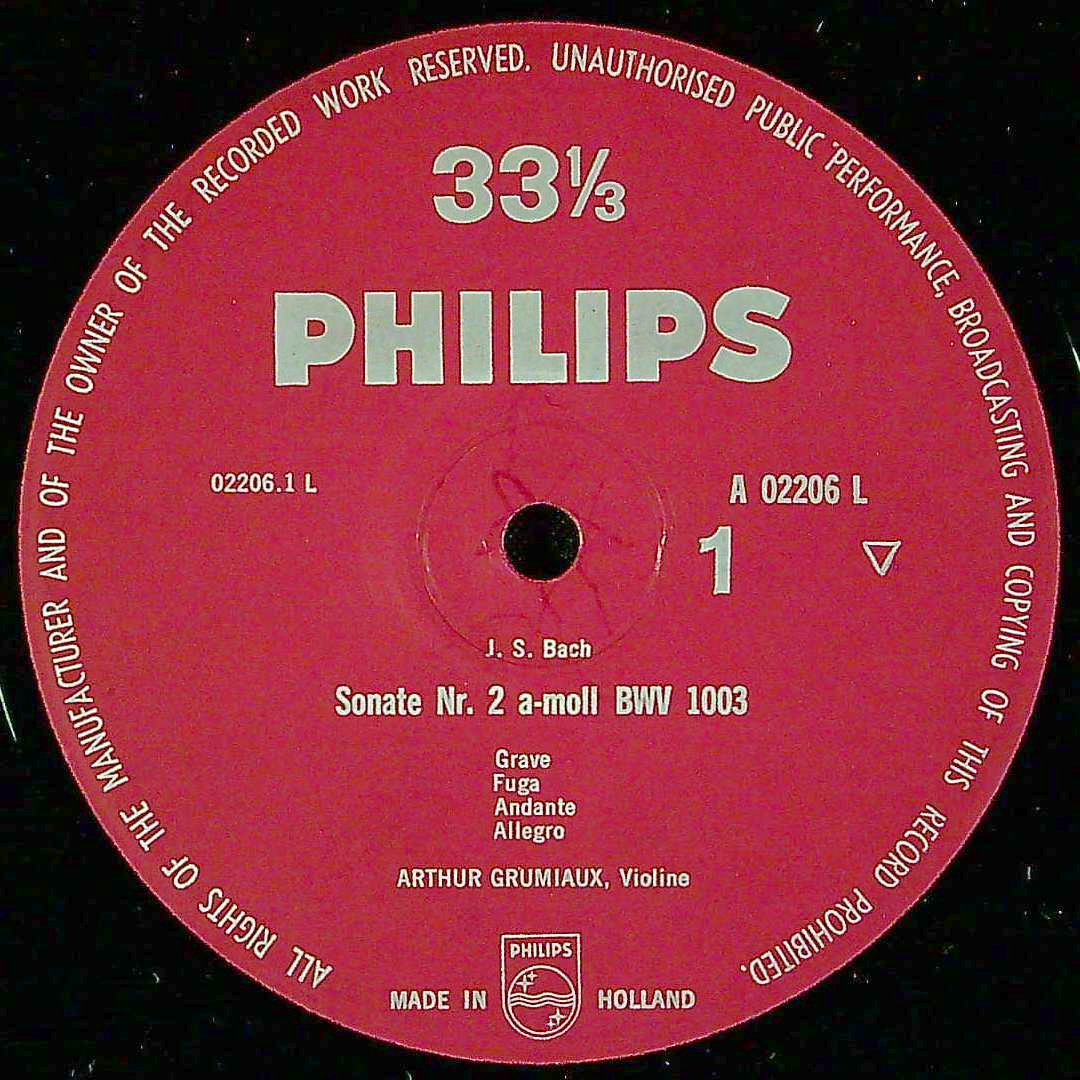 ALL RIGHTS OF THE MANUFACTURER AND OF THE OWNER OF THE RECORDED WORK RESERVED. UNAUTHORISED PUBLIC PERFORMANCE, BROADCASTING AND COPYING OF THIS RECORD PROHIBITED.
33⅓
PHILIPS
02206.1 L
A 02206 L
1
J. S. Bach
Sonate Nr. 2 a-moll BWV 1003
Grave
Fuga
Andante
Allegro
ARTHUR GRUMIAUX, Violine
PHILIPS
MADE IN HOLLAND